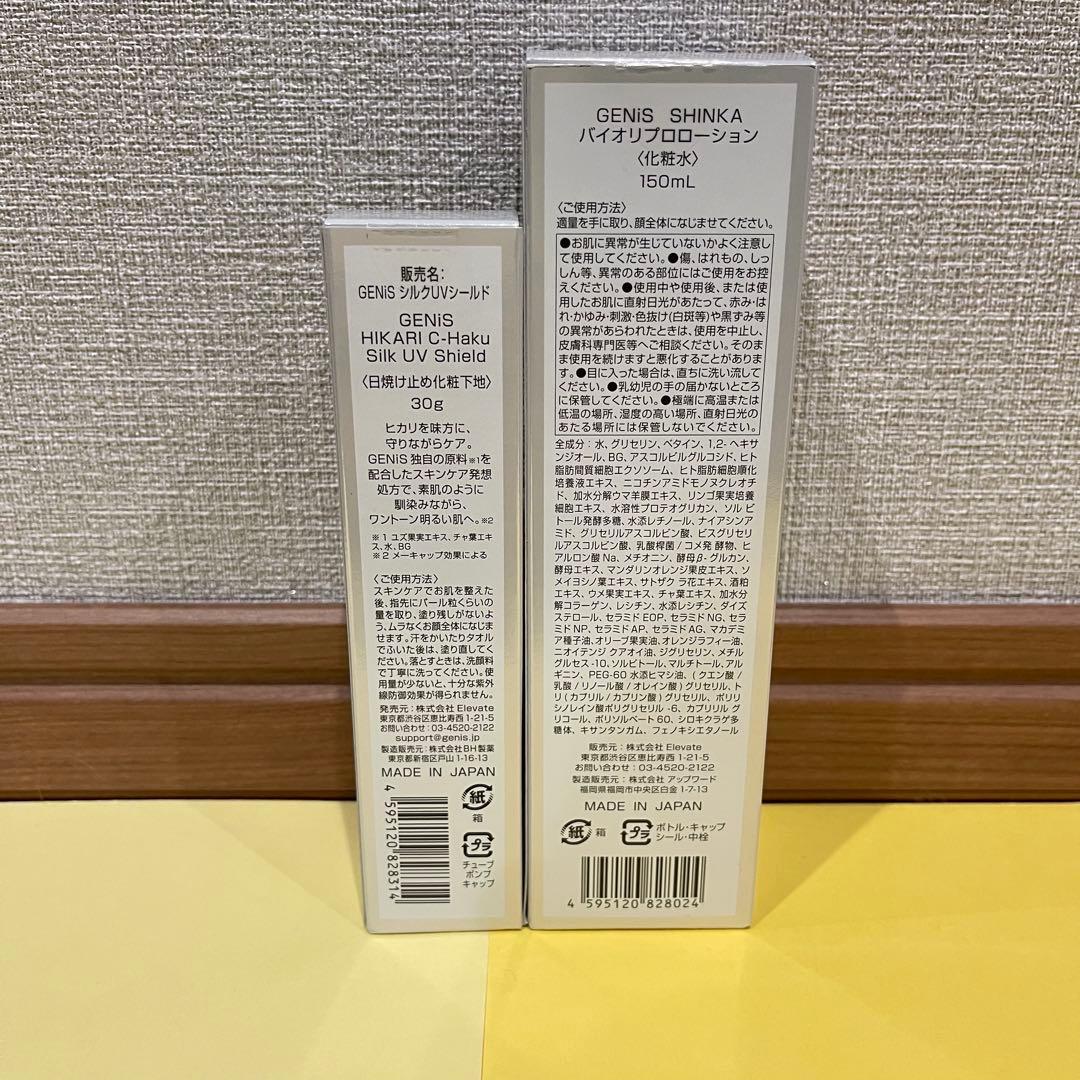 販売名:
GENiS シルクUVシールド
GENiS
HIKARI C-Haku
Silk UV Shield
〈日焼け止め化粧下地〉
30g
ヒカリを味方に、
守りながらケア。
GENiS 独自の原料※1を
配合したスキンケア発想
処方で、素肌のように
馴染みながら、
ワントーン明るい肌へ。※2
※1 ユズ果実エキス、チャ葉エキ
ス、水、BG
※2 メーキャップ効果による
〈ご使用方法〉
スキンケアでお肌を整えた
後、指先にパール粒くらいの
量を取り、塗り残しがないよ
う、ムラなくお顔全体になじま
せます。汗をかいたりタオル
でふいた後は、塗り直してくだ
さい。落とすときは、洗顔料
で丁寧に洗ってください。使
用量が少ないと、十分な紫外
線防御効果が得られません。
発売元:株式会社 Elevate
東京都渋谷区恵比寿西 1-21-5
お問い合わせ:03-4520-2122
support@genis.jp
製造販売元:株式会社BH製薬
東京都新宿区戸山 1-16-13
MADE IN JAPAN
紙
箱
プラ
チューブ
ポンプ
キャップ
4 595120 828314
GENiS SHINKA
バイオリプロローション
〈化粧水〉
150mL
〈ご使用方法〉
適量を手に取り、顔全体になじませてください。
●お肌に異常が生じていないかよく注意し
て使用してください。●傷、はれもの、しっ
しん等、異常のある部位にはご使用をお控
えください。●使用中や使用後、または使
用したお肌に直射日光があたって、赤み・は
れ・かゆみ・刺激・色抜け(白斑等)や黒ずみ等
の異常があらわれたときは、使用を中止し、
皮膚科専門医等へご相談ください。そのま
ま使用を続けますと悪化することがありま
す。●目に入った場合は、直ちに洗い流して
ください。●乳幼児の手の届かないところ
に保管してください。●極端に高温または
低温の場所、湿度の高い場所、直射日光の
あたる場所には保管しないでください。
全成分:水、グリセリン、ベタイン、1,2-ヘキサ
ンジオール、BG、アスコルビルグルコシド、ヒト
脂肪間質細胞エクソソーム、ヒト脂肪細胞順化
培養液エキス、ニコチンアミドモノヌクレオチ
ド、加水分解ウマ羊膜エキス、リンゴ果実培養
細胞エキス、水溶性プロテオグリカン、ソルビ
トール発酵多糖、水添レチノール、ナイアシンア
ミド、グリセリルアスコルビン酸、ビスグリセリ
ルアスコルビン酸、乳酸桿菌/コメ発酵物、ヒ
アルロン酸Na、メチオニン、酵母β-グルカン、
酵母エキス、マンダリンオレンジ果皮エキス、ソ
メイヨシノ葉エキス、サトザクラ花エキス、酒粕
エキス、ウメ果実エキス、チャ葉エキス、加水分
解コラーゲン、レシチン、水添レシチン、ダイズ
ステロール、セラミドEOP、セラミドNG、セラ
ミドNP、セラミドAP、セラミドAG、マカデミ
ア種子油、オリーブ果実油、オレンジラフィー油、
ニオイテンジクアオイ油、ジグリセリン、メチル
グルセス-10、ソルビトール、マルチトール、アル
ギニン、PEG-60 水添ヒマシ油、(クエン酸/
乳酸/リノール酸/オレイン酸)グリセリル、ト
リ(カプリル/カプリン酸)グリセリル、ポリリ
シノレイン酸ポリグリセリル-6、カプリリルグ
リコール、ポリソルベート60、シロキクラゲ多
糖体、キサンタンガム、フェノキシエタノール
販売元:株式会社 Elevate
東京都渋谷区恵比寿西 1-21-5
お問い合わせ:03-4520-2122
製造販売元:株式会社 アップワード
福岡県福岡市中央区白金 1-7-13
MADE IN JAPAN
紙
箱
プラ
ボトル・キャップ
シール・中栓
4 595120 828024